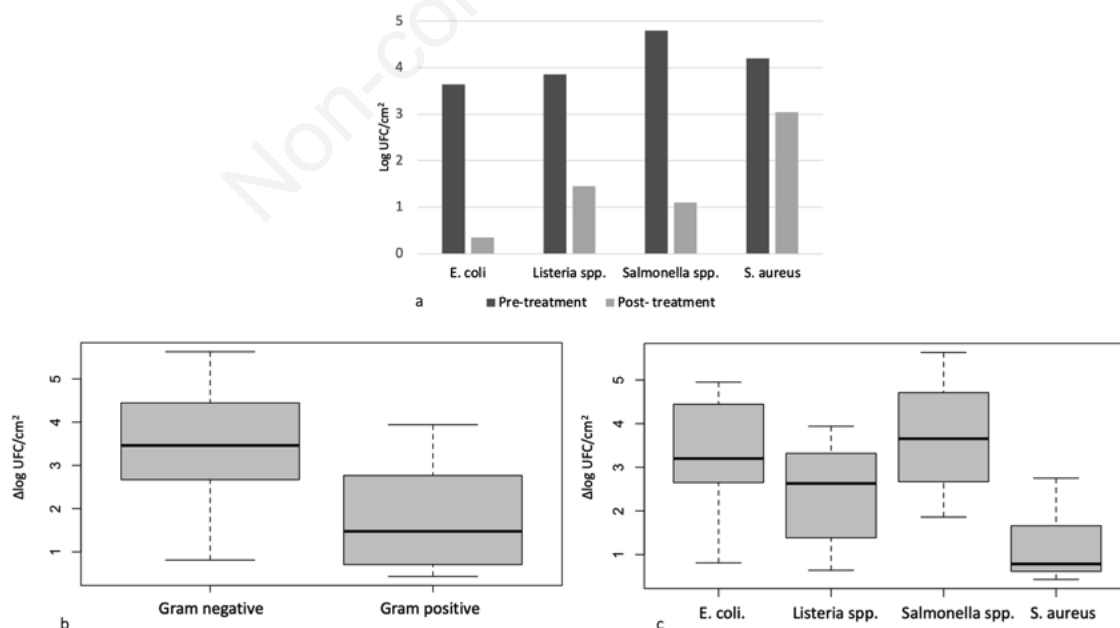 Non-co
5
4
3
2
1
0
Log UFC/cm²
E. coli
Listeria spp.
Salmonella spp.
S. aureus
a
Pre-treatment
Post- treatment
5
4
3
2
1
Δlog UFC/cm²
Gram negative
Gram positive
b
5
4
3
2
1
Δlog UFC/cm²
E. coli.
Listeria spp.
Salmonella spp.
S. aureus
c